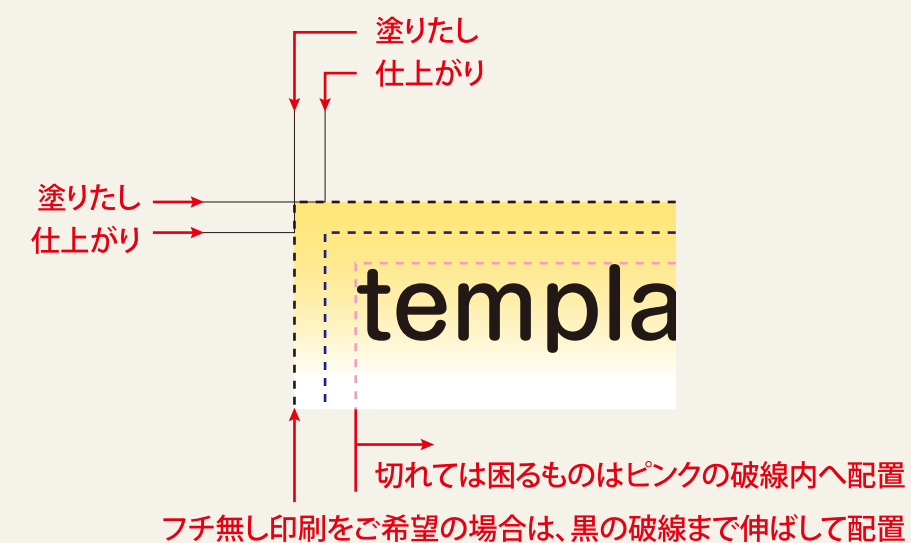 塗りたし
仕上がり
塗りたし
仕上がり
templa
切れては困るものはピンクの破線内へ配置
フチ無し印刷をご希望の場合は、黒の破線まで伸ばして配置